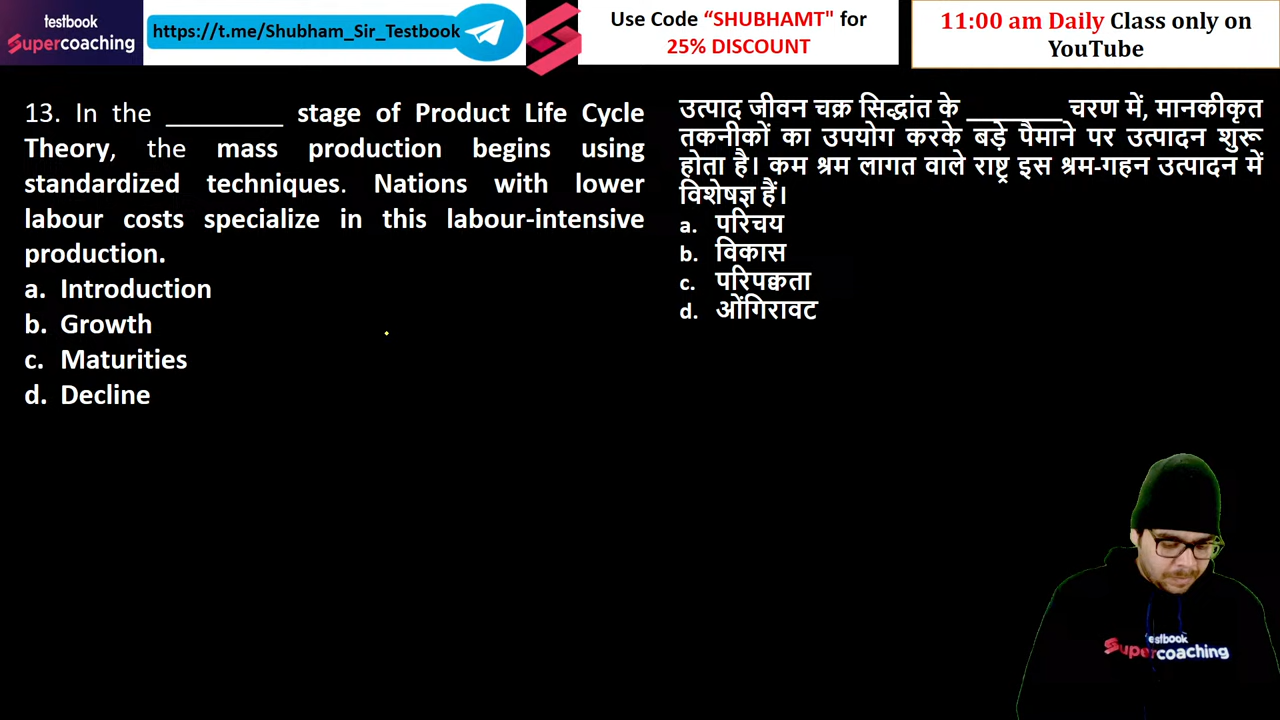 testbook
Supercoaching
https://t.me/Shubham_Sir_Testbook
Use Code “SHUBHAMT" for
25% DISCOUNT
11:00 am Daily Class only on
YouTube
13. In the _________ stage of Product Life Cycle
Theory, the mass production begins using
standardized techniques. Nations with lower
labour costs specialize in this labour-intensive
production.
a. Introduction
b. Growth
c. Maturities
d. Decline
उत्पाद जीवन चक्र सिद्धांत के _______ चरण में, मानकीकृत
तकनीकों का उपयोग करके बड़े पैमाने पर उत्पादन शुरू
होता है। कम श्रम लागत वाले राष्ट्र इस श्रम-गहन उत्पादन में
विशेषज्ञ हैं।
a. परिचय
b. विकास
c. परिपक्वता
d. ओंगिरावट
testbook
Supercoaching